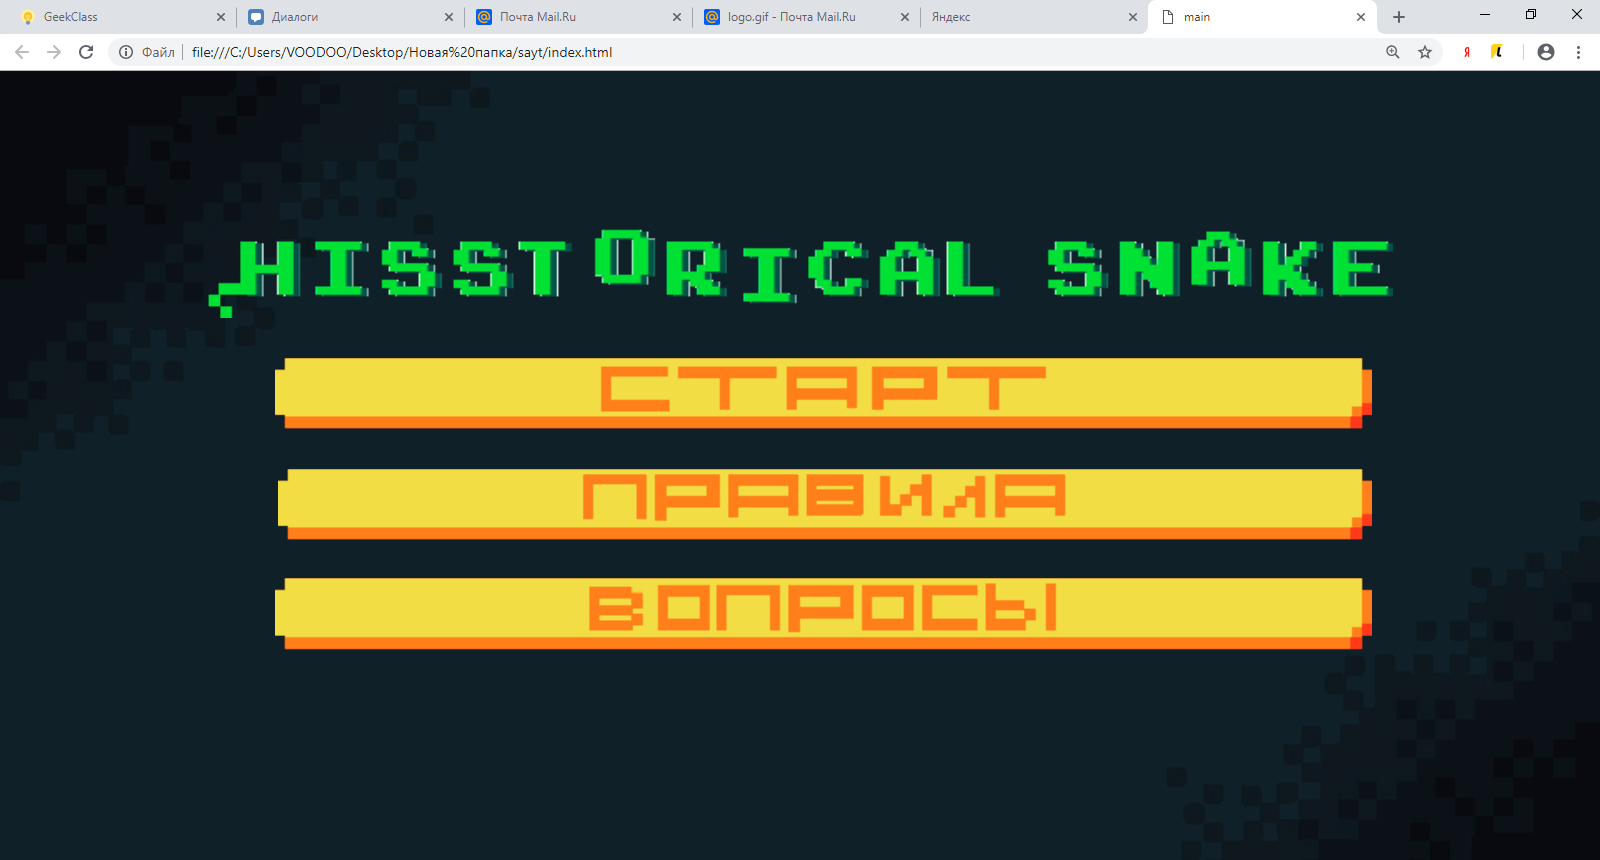 GeekClass
Диалоги
Почта Mail.Ru
logo.gif - Почта Mail.Ru
Яндекс
main
Файл
file:///C:/Users/VOODOO/Desktop/Новая%20папка/sayt/index.html
HISSTORICAL SNAKE
СТАРТ
ПРАВИЛА
ВОПРОСЫ